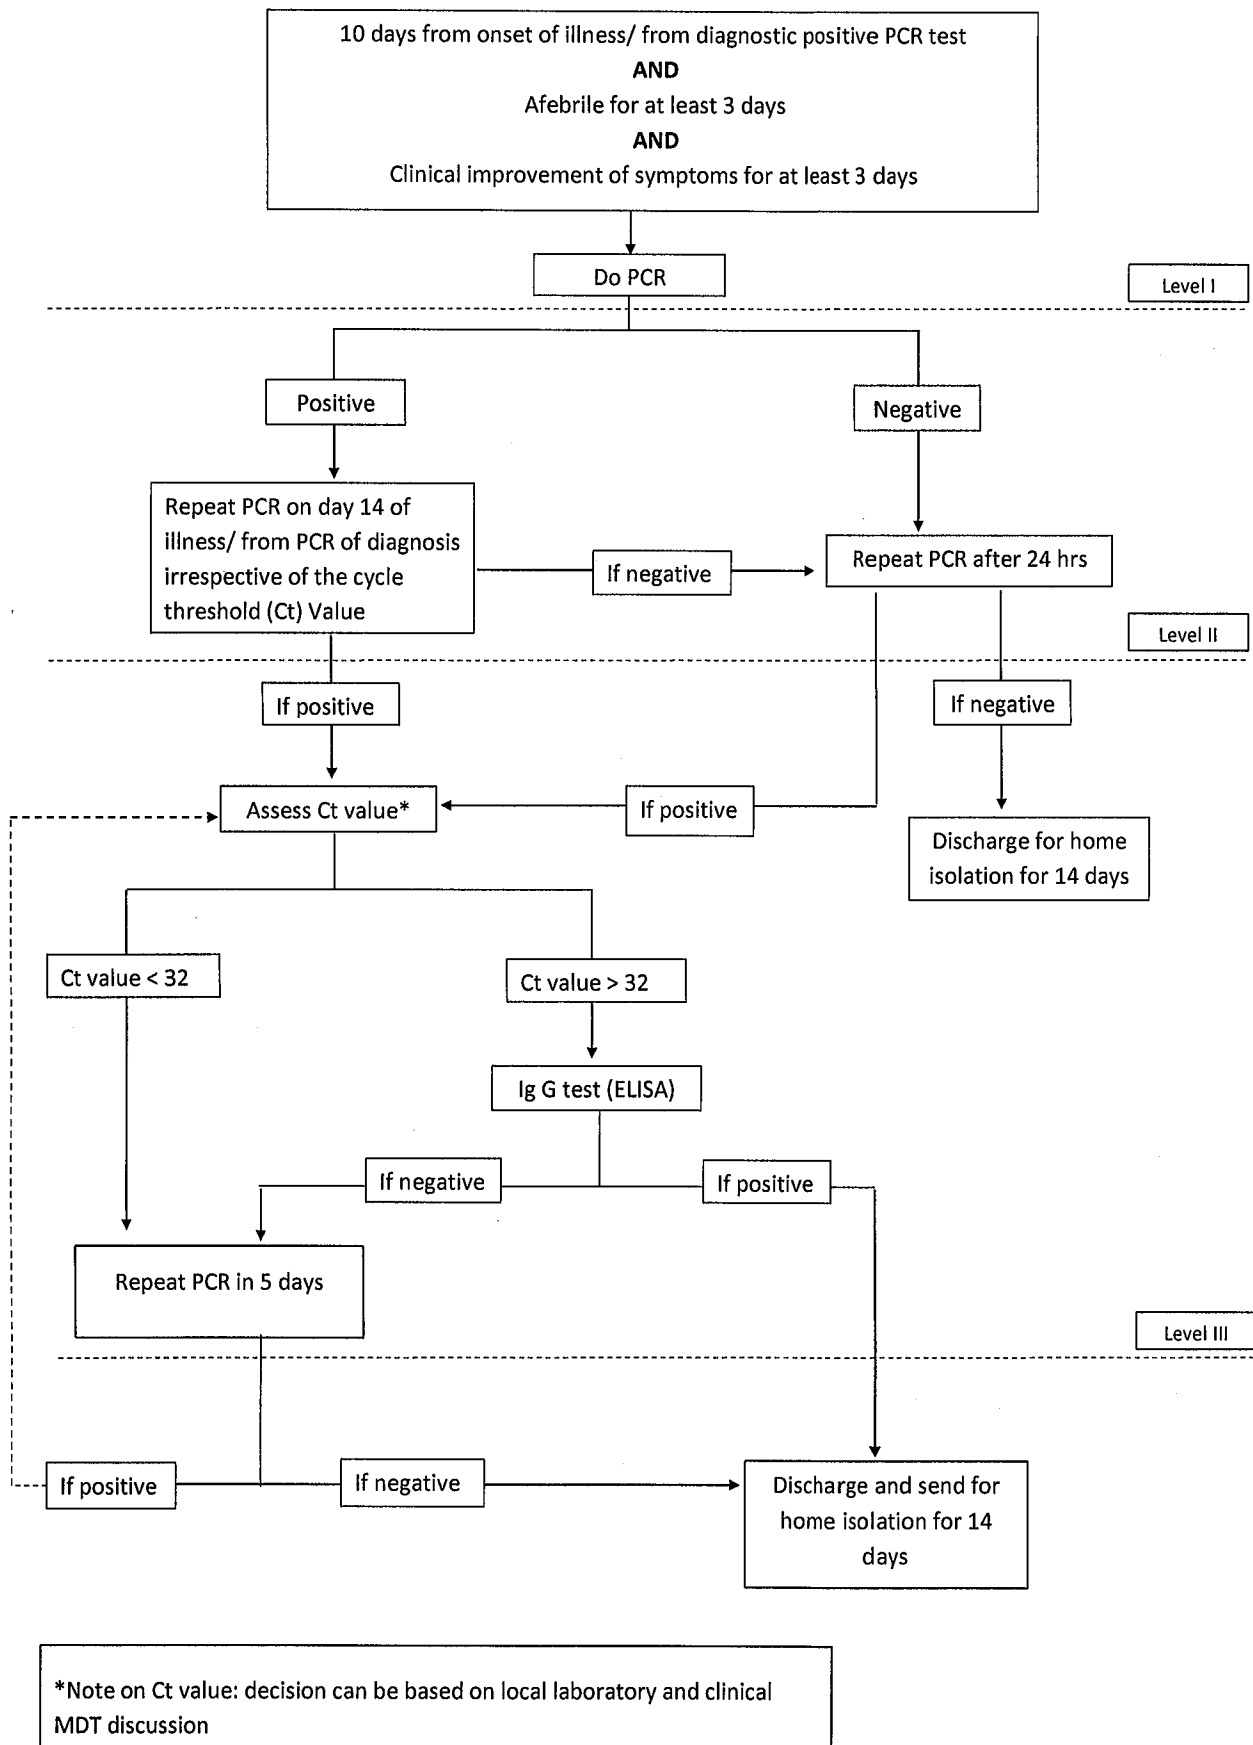 10 days from onset of illness/ from diagnostic positive PCR test
AND
Afebrile for at least 3 days
AND
Clinical improvement of symptoms for at least 3 days
Do PCR
Level I
Positive
Negative
Repeat PCR on day 14 of
illness/ from PCR of diagnosis
irrespective of the cycle
threshold (Ct) Value
If negative
Repeat PCR after 24 hrs
Level II
If positive
If negative
Assess Ct value*
If positive
Discharge for home
isolation for 14 days
Ct value < 32
Ct value > 32
Ig G test (ELISA)
If negative
If positive
Repeat PCR in 5 days
Level III
If positive
If negative
Discharge and send for
home isolation for 14
days
*Note on Ct value: decision can be based on local laboratory and clinical
MDT discussion